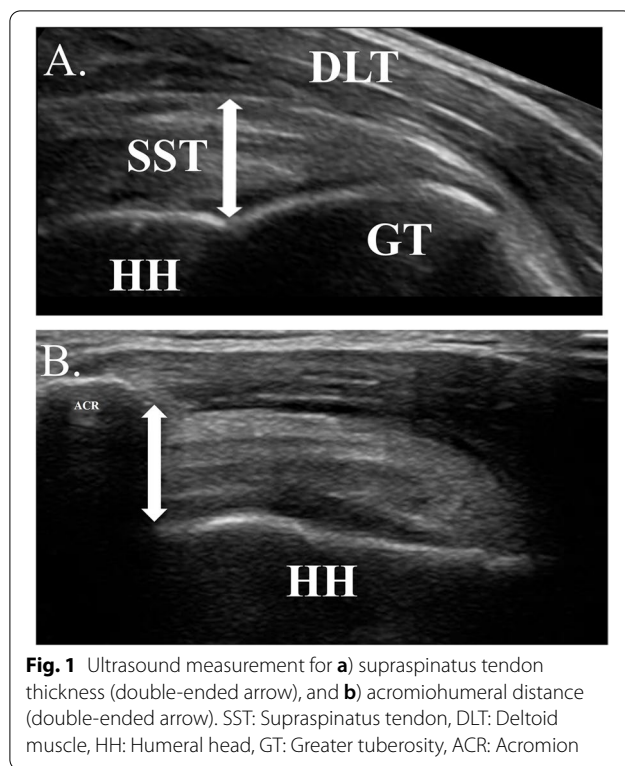 A.
DLT
SST
GT
HH
B.
ACR
HH
Fig. 1 Ultrasound measurement for a) supraspinatus tendon
thickness (double-ended arrow), and b) acromiohumeral distance
(double-ended arrow). SST: Supraspinatus tendon, DLT: Deltoid
muscle, HH: Humeral head, GT: Greater tuberosity, ACR: Acromion